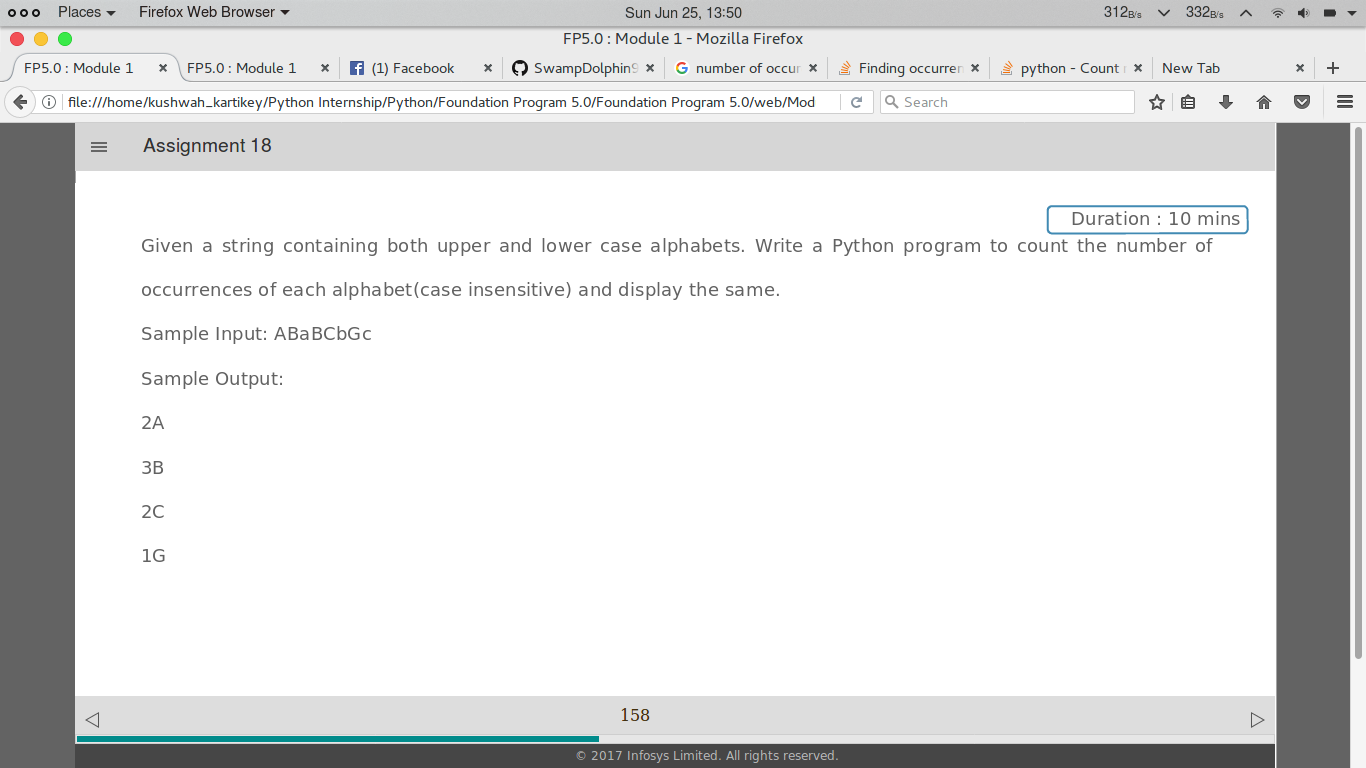 Places
Firefox Web Browser
Sun Jun 25, 13:50
312B/s
332B/s
FP5.0 : Module 1 - Mozilla Firefox
FP5.0 : Module 1
FP5.0 : Module 1
(1) Facebook
SwampDolphin9
number of occur
Finding occurren
python - Count
New Tab
file:///home/kushwah_kartikey/Python Internship/Python/Foundation Program 5.0/Foundation Program 5.0/web/Mod
Search
Assignment 18
Duration : 10 mins
Given a string containing both upper and lower case alphabets. Write a Python program to count the number of
occurrences of each alphabet(case insensitive) and display the same.
Sample Input: ABaBCbGc
Sample Output:
2A
3B
2C
1G
158
© 2017 Infosys Limited. All rights reserved.